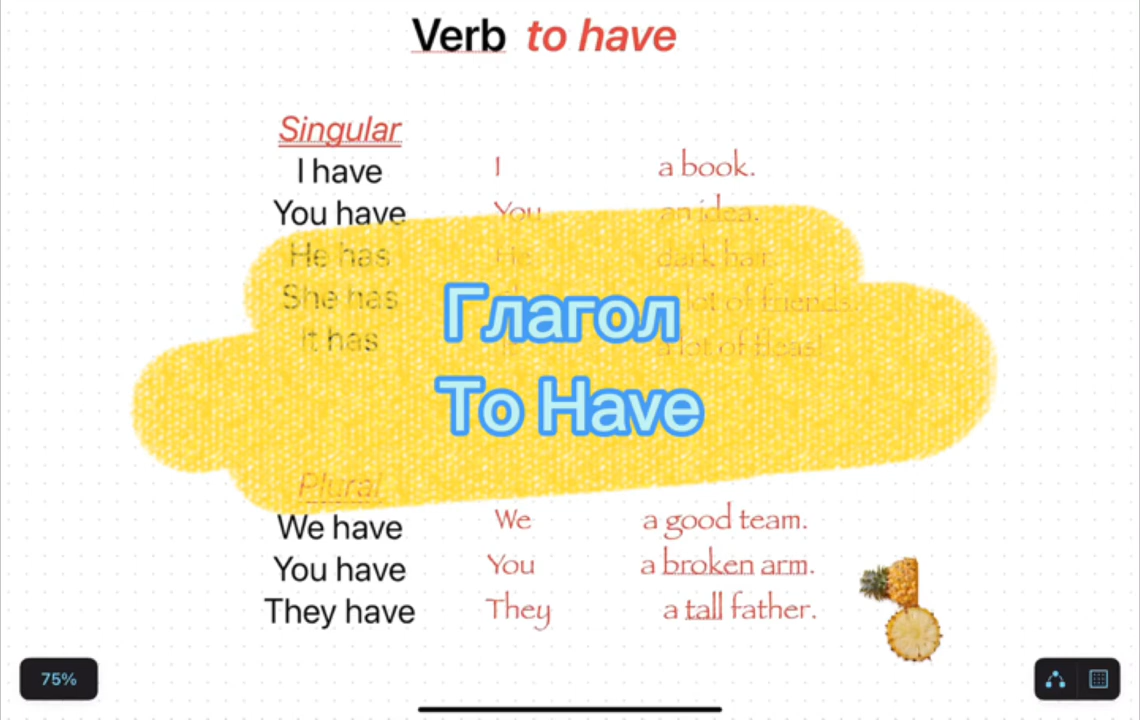 Verb to have
Singular
I have I a book.
You have You an idea.
He has He dark hair.
She has lot of friends.
It has a lot of fleas!
Глагол
To Have
Plural
We have We a good team.
You have You a broken arm.
They have They a tall father.
75%